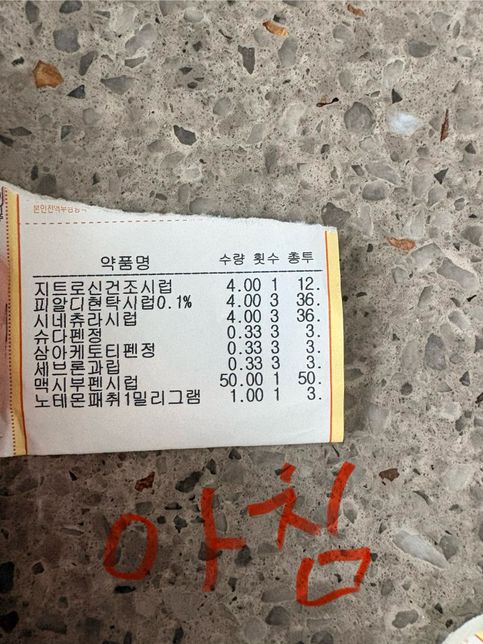 약품명 수량 횟수 총투
지트로신건조시럽 4.00 1 12.
피알디현탁시럽0.1% 4.00 3 36.
시네츄라시럽 4.00 3 36.
슈다펜정 0.33 3 3.
삼아케토티펜정 0.33 3 3.
세브론과립 0.33 3 3.
맥시부펜시럽 50.00 1 50.
노테몬패취1밀리그램 1.00 1 3.
아침